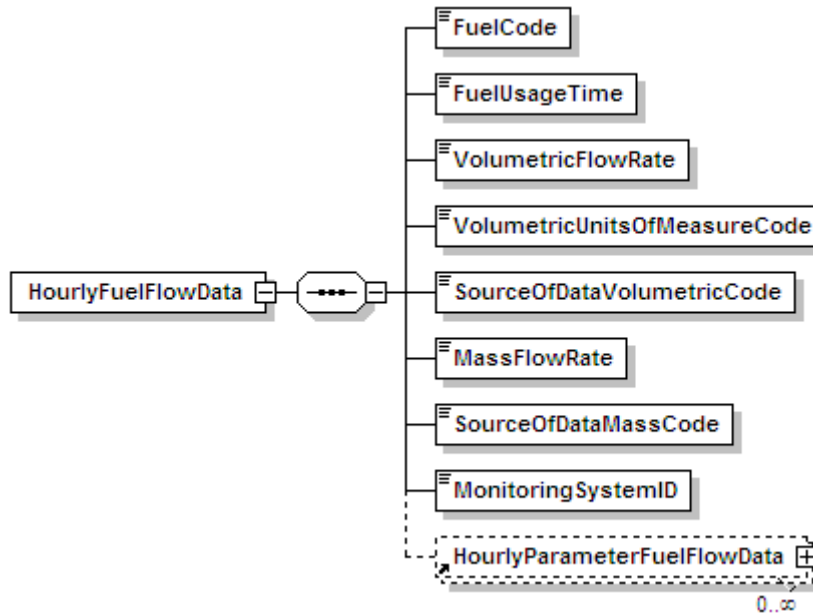 FuelCode
FuelUsageTime
VolumetricFlowRate
VolumetricUnitsOfMeasureCode
HourlyFuelFlowData
SourceOfDataVolumetricCode
MassFlowRate
SourceOfDataMassCode
MonitoringSystemID
HourlyParameterFuelFlowData
0..∞